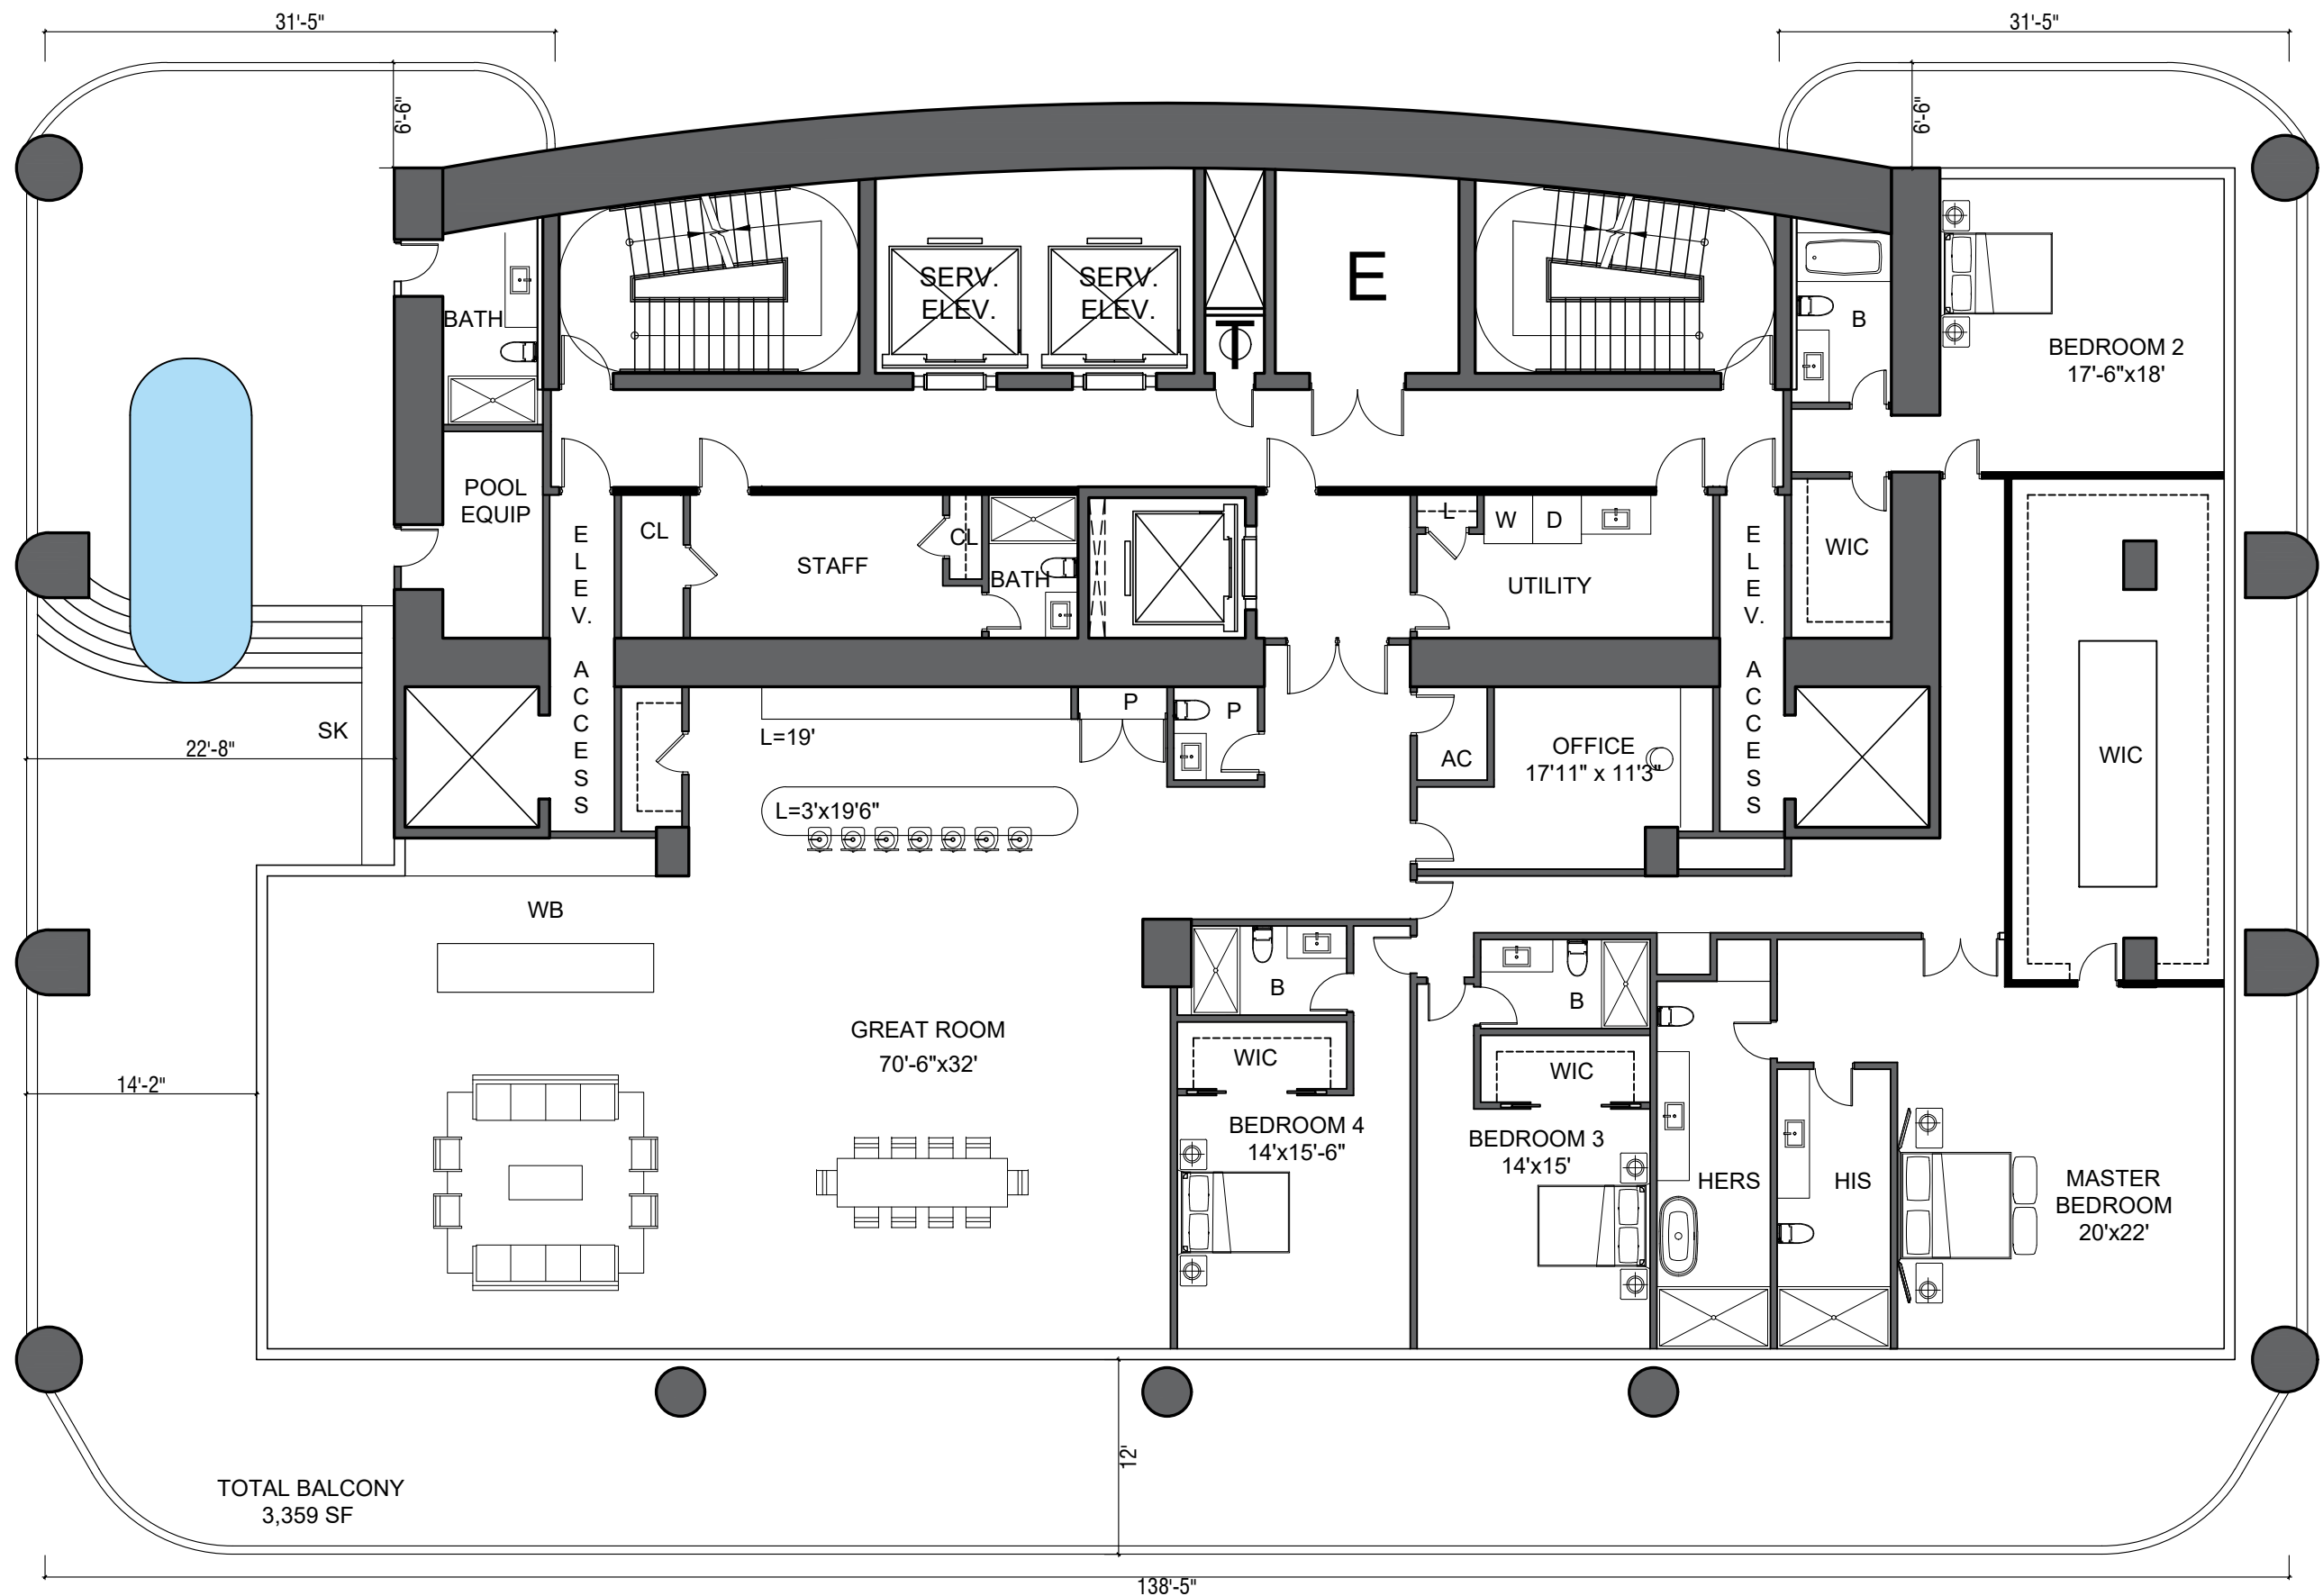 31'-5"
31'-5"
6'-6"
6'-6"
SERV.
ELEV.
SERV.
ELEV.
E
T
BATH
B
BEDROOM 2
17'-6"x18'
POOL
EQUIP
E
L
E
V.
A
C
C
E
S
S
CL
STAFF
CL
BATH
L
W
D
UTILITY
E
L
E
V.
A
C
C
E
S
S
WIC
WIC
SK
22'-8"
L=19'
P
P
AC
OFFICE
17'11" x 11'3"
L=3'x19'6"
WB
GREAT ROOM
70'-6"x32'
14'-2"
B
WIC
BEDROOM 4
14'x15'-6"
B
WIC
BEDROOM 3
14'x15'
HERS
HIS
MASTER
BEDROOM
20'x22'
TOTAL BALCONY
3,359 SF
12'
138'-5"